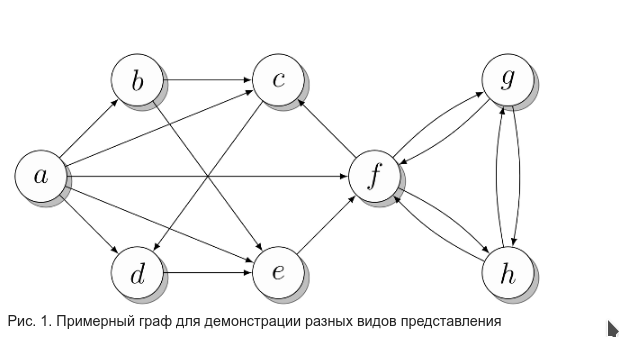 b c g
a f
d e h
Рис. 1. Примерный граф для демонстрации разных видов представления